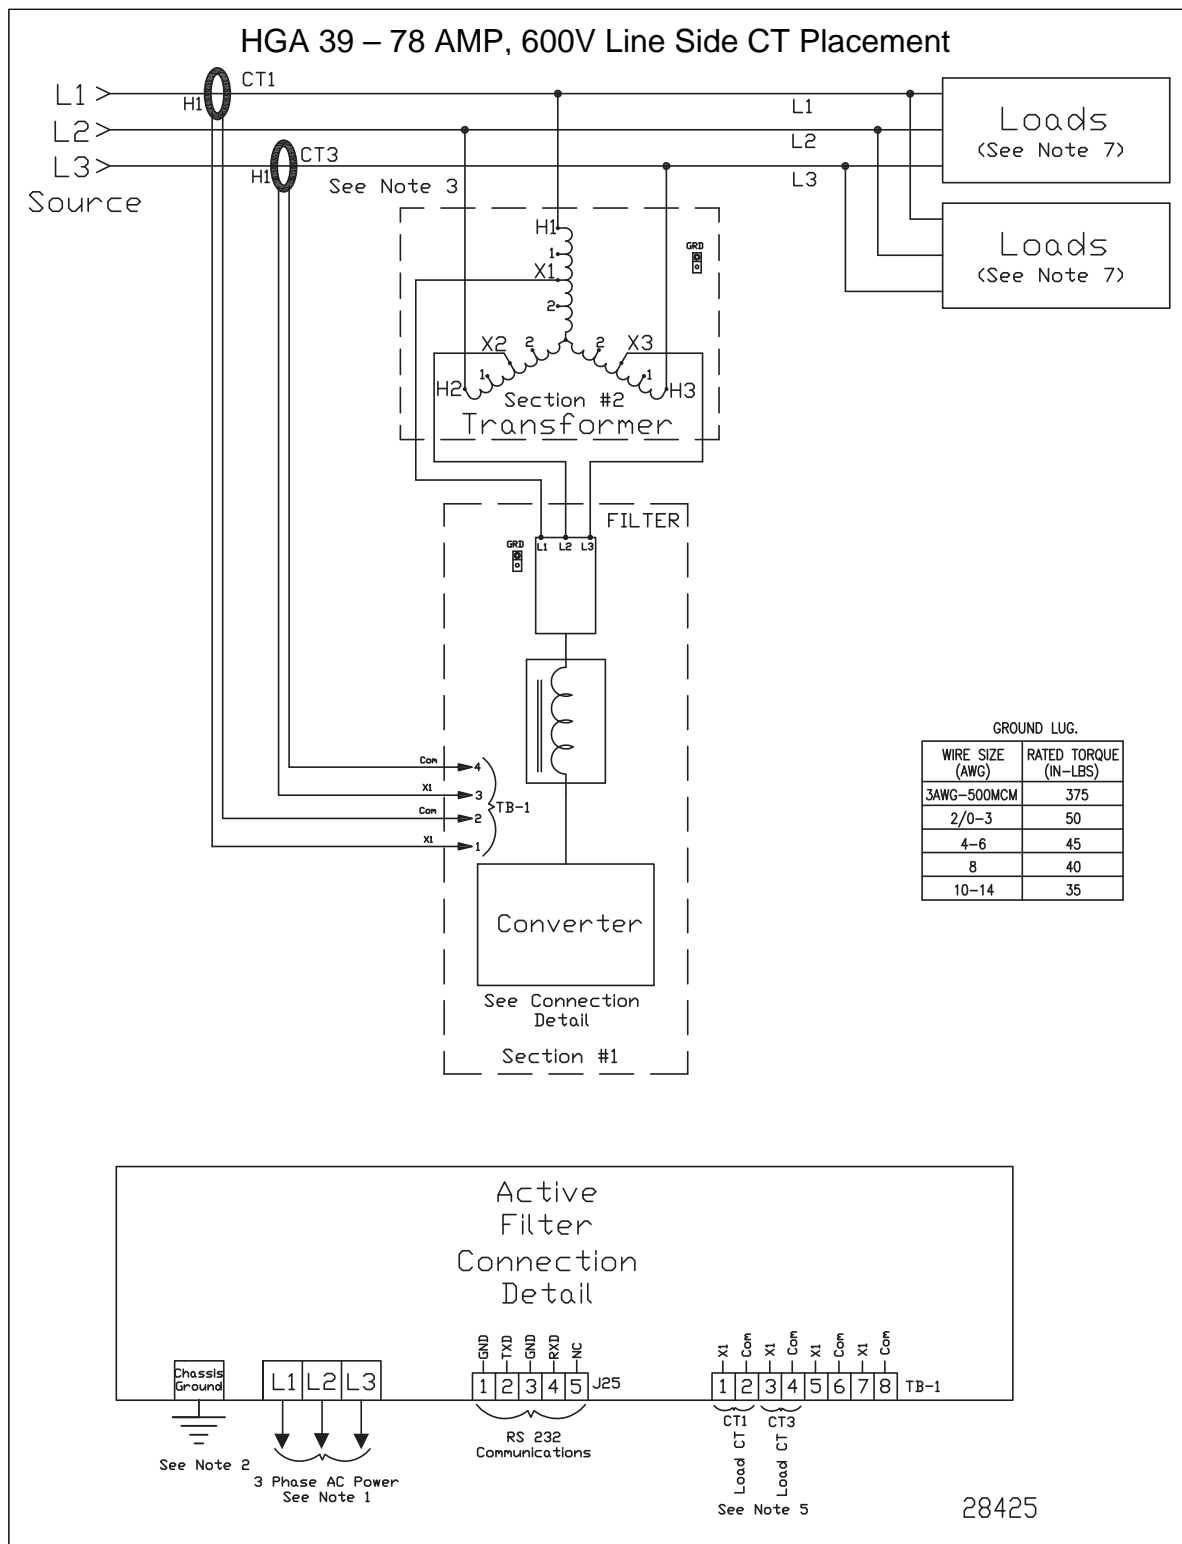 HGA 39 – 78 AMP, 600V Line Side CT Placement
CT1
L1
H1
L1
L2
L2
CT3
L3
H1
L3
See Note 3
Source
Loads
(See Note 7)
Loads
(See Note 7)
H1
GRD
1
X1
2
X2
2
2
X3
1
1
H2
H3
Section #2
Transformer
FILTER
GRD
L1 L2 L3
Com 4
X1 3
TB-1
Com 2
X1 1
Converter
See Connection
Detail
Section #1
GROUND LUG.
WIRE SIZE (AWG) RATED TORQUE (IN-LBS)
3AWG-500MCM 375
2/0-3 50
4-6 45
8 40
10-14 35
Active
Filter
Connection
Detail
Chassis
Ground
See Note 2
L1 L2 L3
3 Phase AC Power
See Note 1
GND TXD GND RXD NC
1 2 3 4 5 J25
RS 232
Communications
X1 Com X1 Com X1 Com X1 Com
1 2 3 4 5 6 7 8 TB-1
CT1 CT3
Load CT Load CT
See Note 5
28425